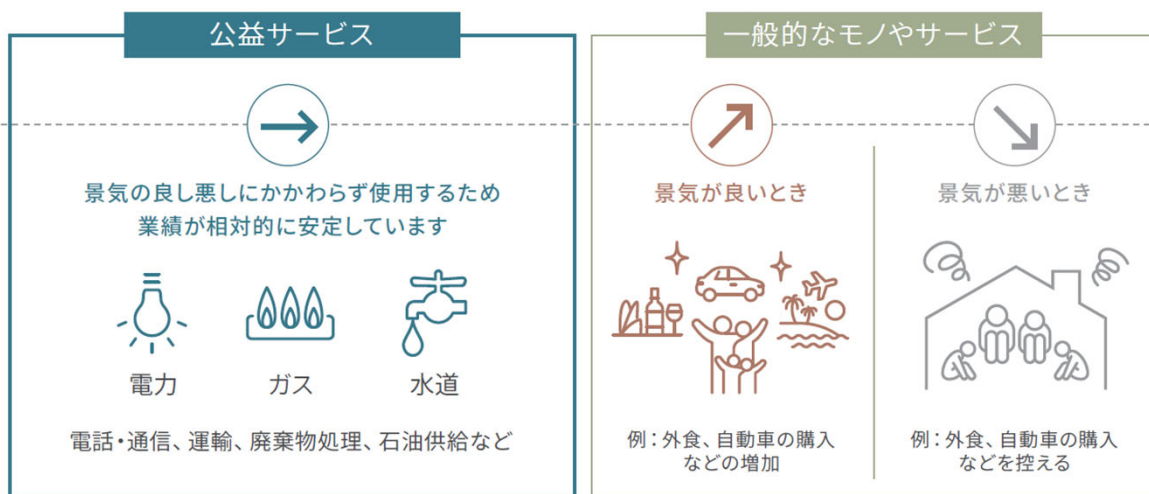 公益サービス
景気の良し悪しにかかわらず使用するため
業績が相対的に安定しています
電力
ガス
水道
電話・通信、運輸、廃棄物処理、石油供給など
一般的なモノやサービス
景気が良いとき
例：外食、自動車の購入
などの増加
景気が悪いとき
例：外食、自動車の購入
などを控える